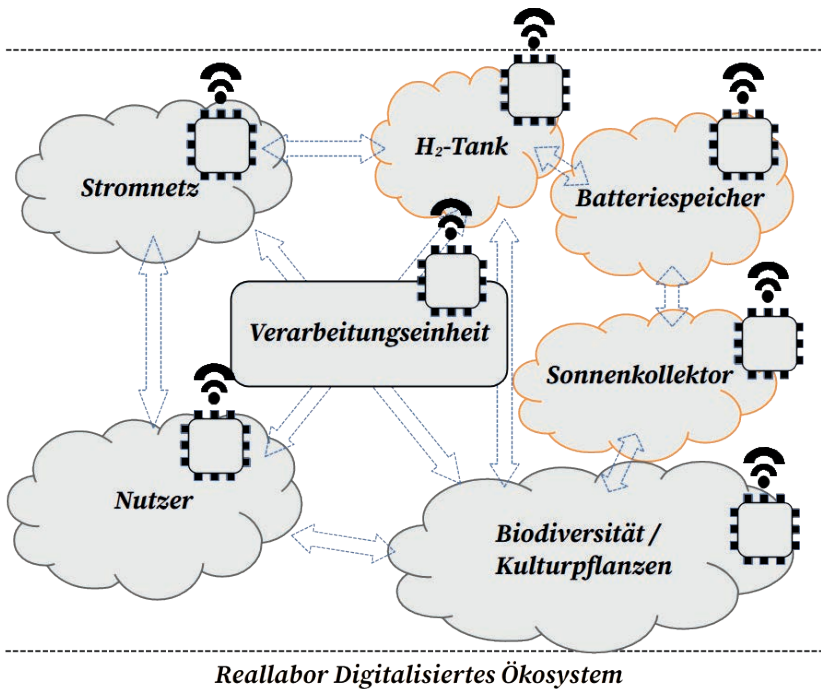 Stromnetz
H₂-Tank
Batteriespeicher
Verarbeitungseinheit
Sonnenkollektor
Nutzer
Biodiversität /
Kulturpflanzen
Reallabor Digitalisiertes Ökosystem